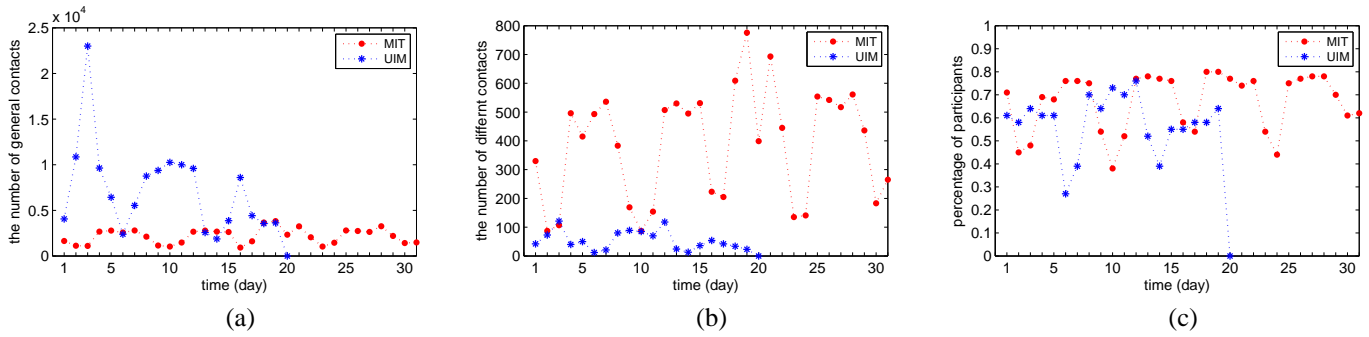 x 10⁴
2.5
2
1.5
1
0.5
0
the number of general contacts
1 5 10 15 20 25 30
time (day)
MIT
UIM
(a)
800
700
600
500
400
300
200
100
0
the number of differnt contacts
1 5 10 15 20 25 30
time (day)
MIT
UIM
(b)
1
0.9
0.8
0.7
0.6
0.5
0.4
0.3
0.2
0.1
0
percentage of participants
1 5 10 15 20 25 30
time (day)
MIT
UIM
(c)